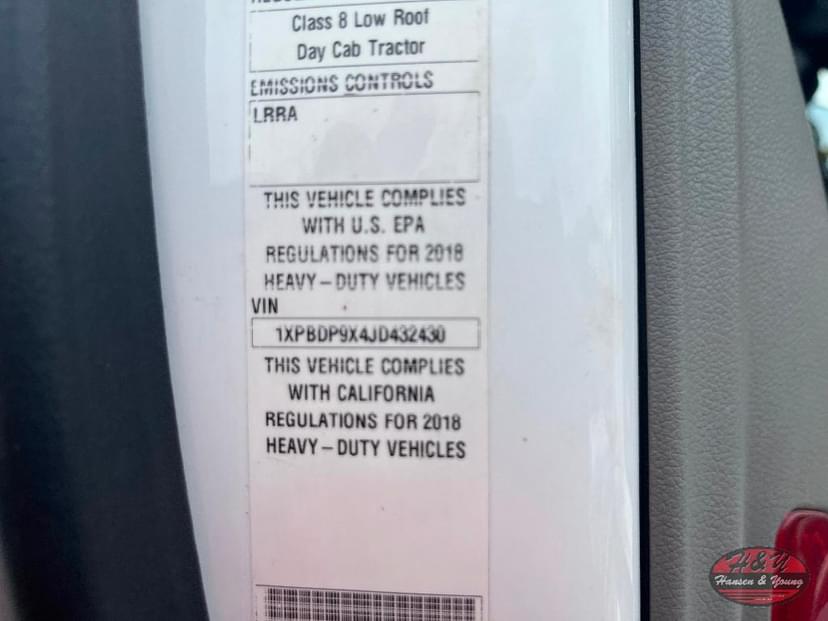 Class 8 Low Roof
Day Cab Tractor
EMISSIONS CONTROLS
LRRA
THIS VEHICLE COMPLIES
WITH U.S. EPA
REGULATIONS FOR 2018
HEAVY-DUTY VEHICLES
VIN
1XPBDP9X4JD432430
THIS VEHICLE COMPLIES
WITH CALIFORNIA
REGULATIONS FOR 2018
HEAVY-DUTY VEHICLES
H&Y
Hansen & Young